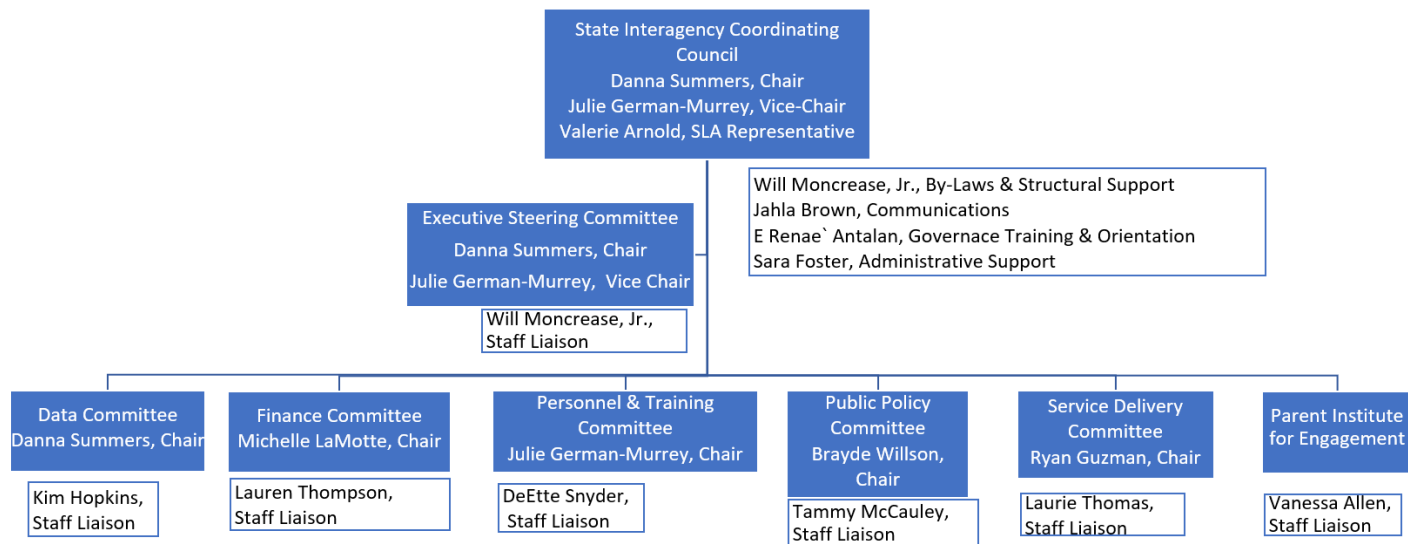 State Interagency Coordinating
Council
Danna Summers, Chair
Julie German-Murrey, Vice-Chair
Valerie Arnold, SLA Representative
Will Moncrease, Jr., By-Laws & Structural Support
Jahla Brown, Communications
E Renae` Antalan, Governace Training & Orientation
Sara Foster, Administrative Support
Executive Steering Committee
Danna Summers, Chair
Julie German-Murrey, Vice Chair
Will Moncrease, Jr.,
Staff Liaison
Data Committee
Danna Summers, Chair
Kim Hopkins,
Staff Liaison
Finance Committee
Michelle LaMotte, Chair
Lauren Thompson,
Staff Liaison
Personnel & Training
Committee
Julie German-Murrey, Chair
DeEtte Snyder,
Staff Liaison
Public Policy
Committee
Brayde Willson,
Chair
Tammy McCauley,
Staff Liaison
Service Delivery
Committee
Ryan Guzman, Chair
Laurie Thomas,
Staff Liaison
Parent Institute
for Engagement
Vanessa Allen,
Staff Liaison